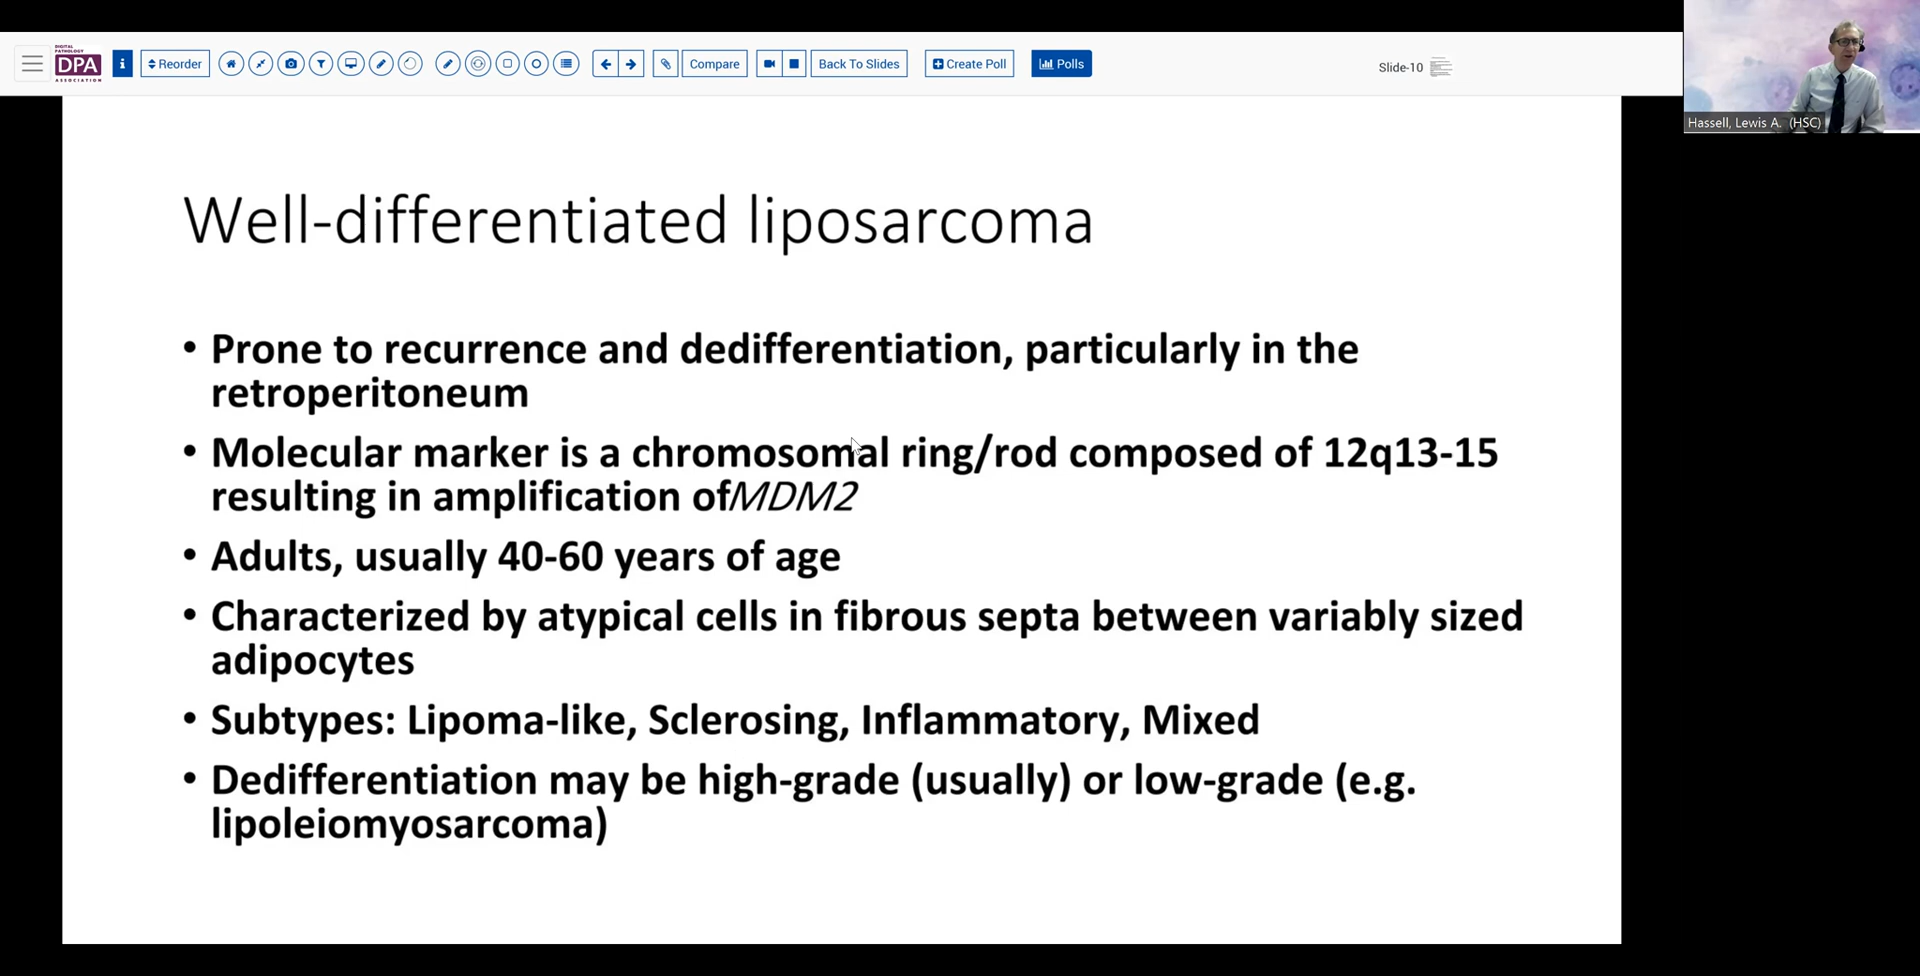 DIGITAL PATHOLOGY
DPA
ASSOCIATION
i
Reorder
Compare
Back To Slides
Create Poll
Polls
Slide-10
Hassell, Lewis A. (HSC)
Well-differentiated liposarcoma
• Prone to recurrence and dedifferentiation, particularly in the
retroperitoneum
• Molecular marker is a chromosomal ring/rod composed of 12q13-15
resulting in amplification ofMDM2
• Adults, usually 40-60 years of age
• Characterized by atypical cells in fibrous septa between variably sized
adipocytes
• Subtypes: Lipoma-like, Sclerosing, Inflammatory, Mixed
• Dedifferentiation may be high-grade (usually) or low-grade (e.g.
lipoleiomyosarcoma)